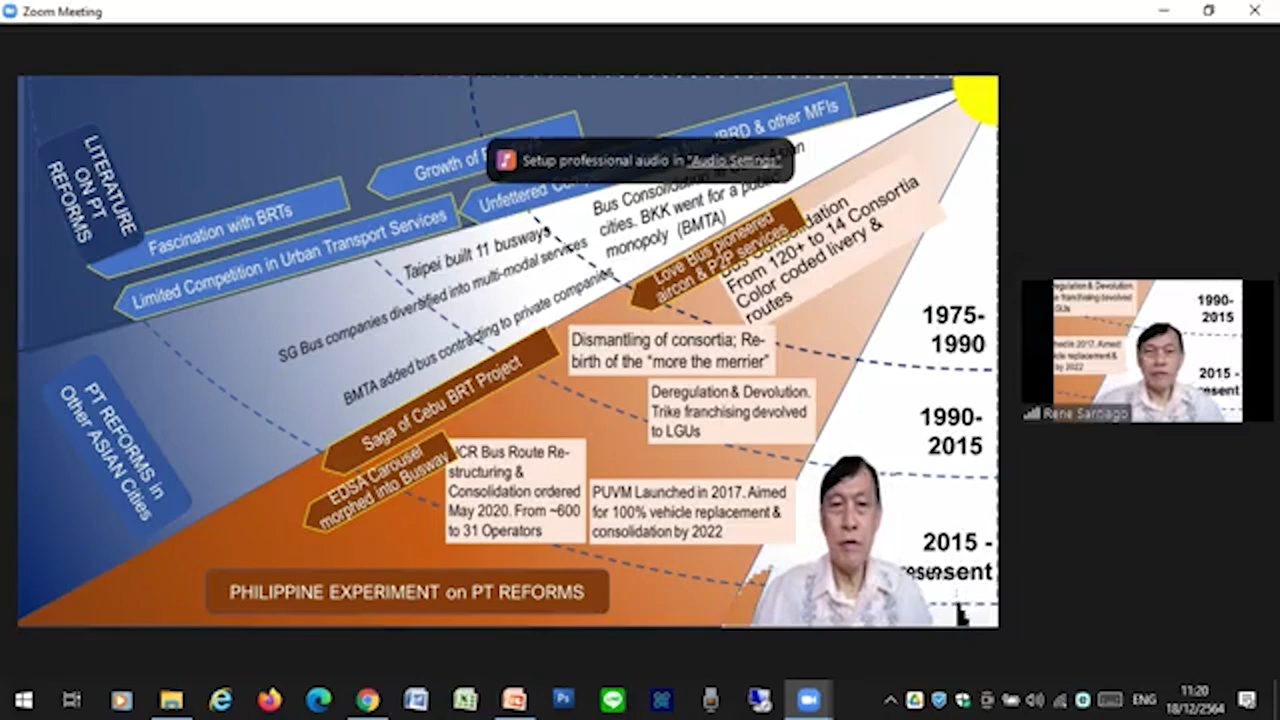 Zoom Meeting
LITERATURE
ON PT
REFORMS
Growth of
BRD & other MFIs
Setup professional audio in "Audio Settings"
Fascination with BRTs
Unfettered
Limited Competition in Urban Transport Services
Taipei built 11 busways
SG Bus companies diversified into multi-modal services
BMTA added bus contracting to private companies
Bus Consolidation
cities. BKK went for a public
monopoly (BMTA)
Love Bus pioneered
aircon & P2P services
From 120+ to 14 Consortia
Color coded livery &
routes
PT REFORMS in
Other ASIAN Cities
Saga of Cebu BRT Project
EDSA Carousel
morphed into Busway
Dismantling of consortia; Re-
birth of the "more the merrier"
Deregulation & Devolution.
Trike franchising devolved
to LGUs
CR Bus Route Re-
structuring &
Consolidation ordered
May 2020. From ~600
to 31 Operators
PUVM Launched in 2017. Aimed
for 100% vehicle replacement &
consolidation by 2022
PHILIPPINE EXPERIMENT on PT REFORMS
1975-
1990
1990-
2015
2015 -
present
1990-
2015
2015 -
Rene Santiago
ENG
11:20
18/12/2564